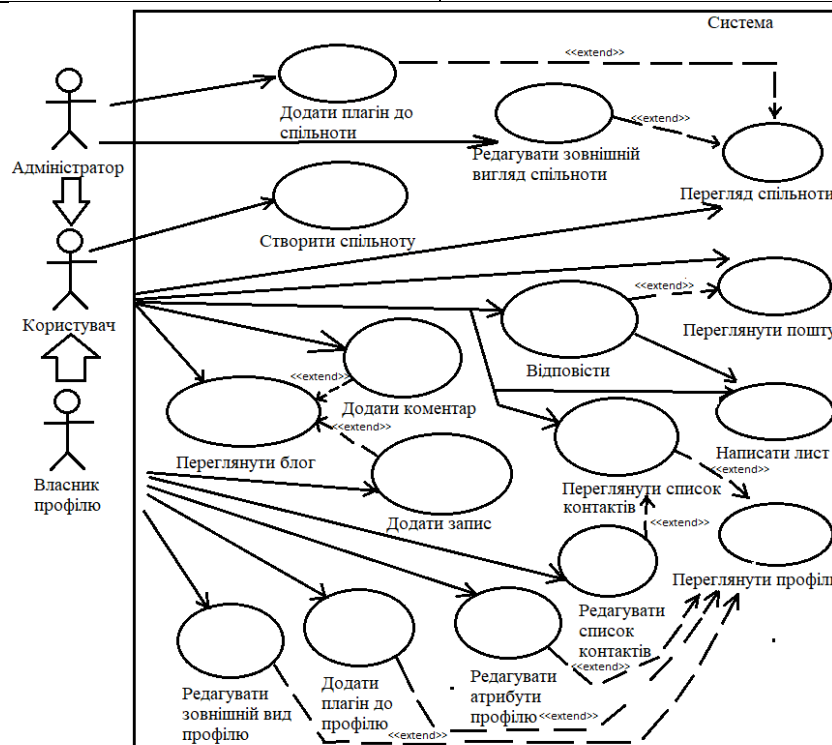 Система
<<extend>>
Додати плагін до
спільноти
<<extend>>
Редагувати зовнішній
вигляд спільноти
Адміністратор
Перегляд спільноти
Створити спільноту
<<extend>>
Користувач
Переглянути пошту
Відповісти
<<extend>>
Додати коментар
<<extend>>
Написати лист
Переглянути блог
<<extend>>
Власник
профілю
Переглянути список
контактів
Додати запис
<<extend>>
Переглянути профіль
Редагувати
список
контактів
<<extend>>
Редагувати
атрибути
профілю
<<extend>>
Додати
плагін до
профілю
Редагувати
зовнішній вид
профілю
<<extend>>